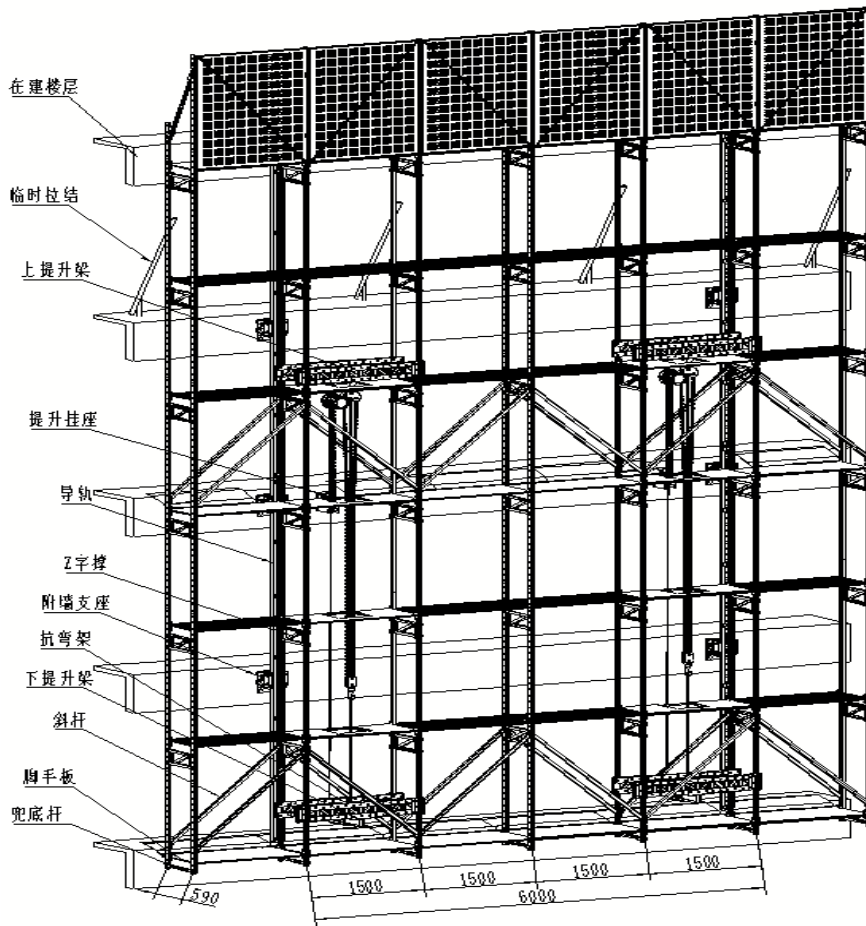 在建楼层
临时拉结
上提升梁
提升挂座
导轨
Z字撑
附墙支座
抗弯架
下提升架
斜杆
脚手板
兜底杆
590
1500
1500
1500
1500
6000